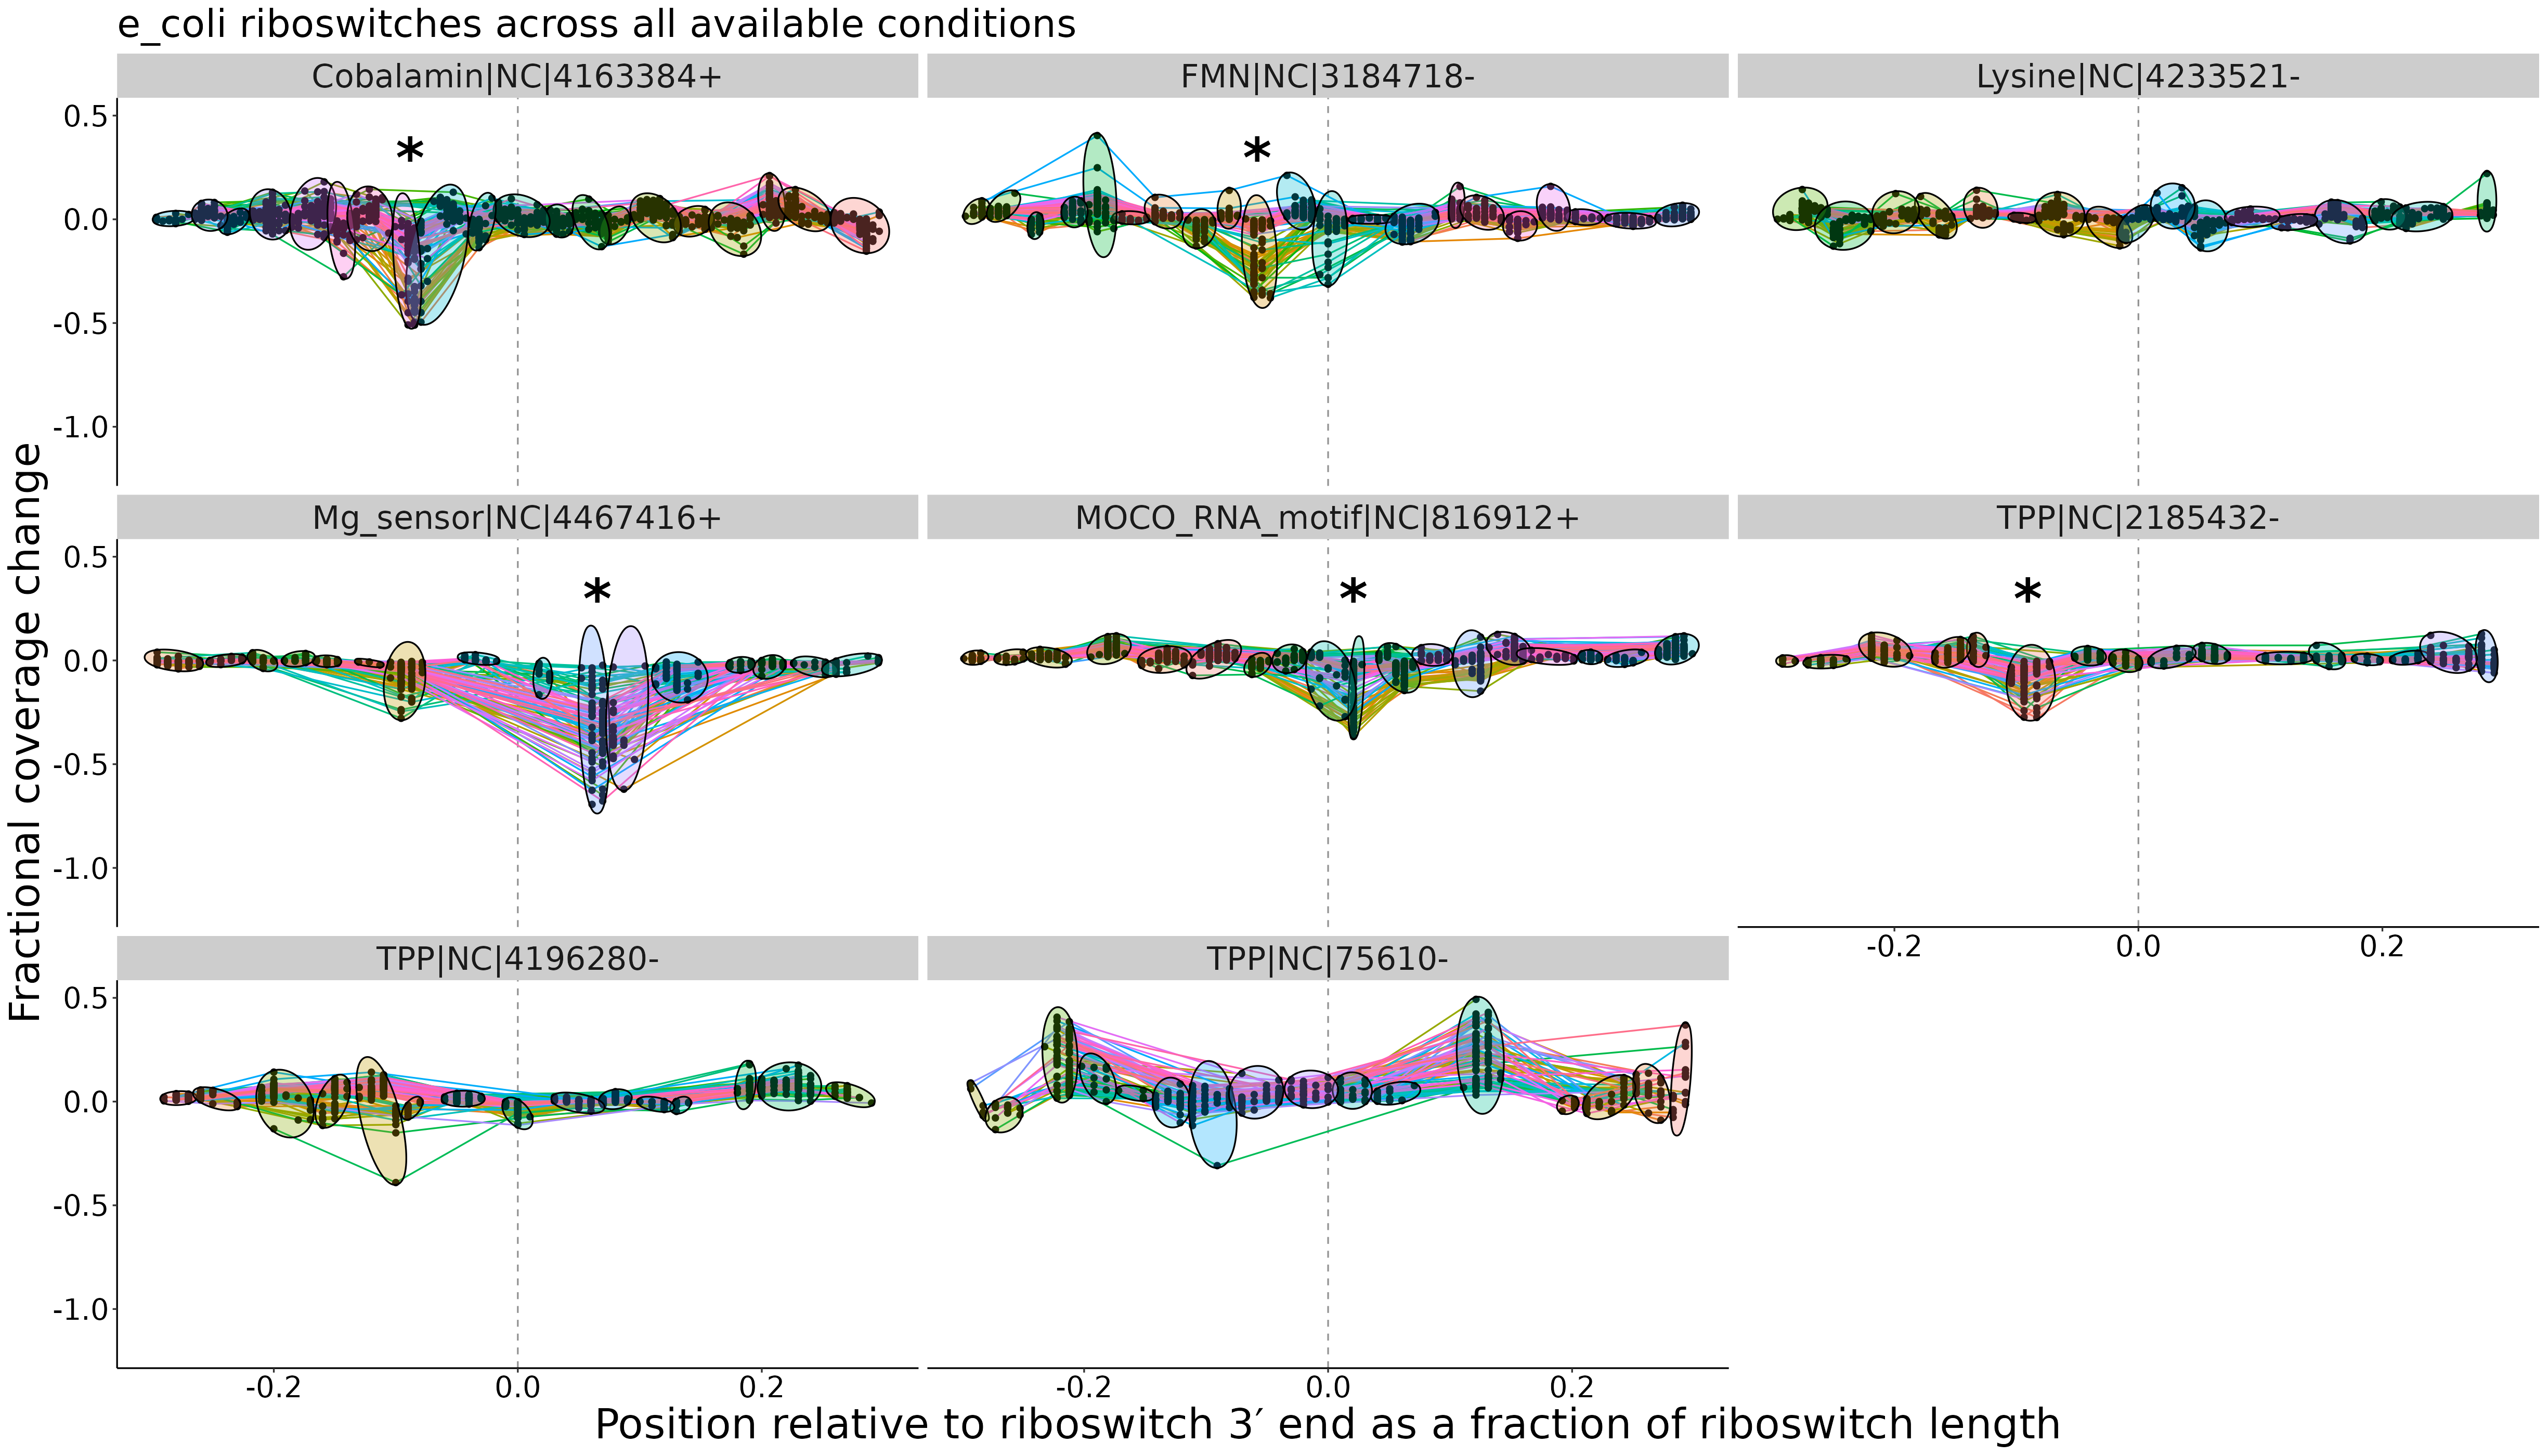 e_coli riboswitches across all available conditions
Cobalamin|NC|4163384+
FMN|NC|3184718-
Lysine|NC|4233521-
0.5
0.0
-0.5
-1.0
*
*
Mg_sensor|NC|4467416+
MOCO_RNA_motif|NC|816912+
TPP|NC|2185432-
0.5
0.0
-0.5
-1.0
*
*
*
-0.2
0.0
0.2
TPP|NC|4196280-
TPP|NC|75610-
0.5
0.0
-0.5
-1.0
-0.2
0.0
0.2
-0.2
0.0
0.2
Fractional coverage change
Position relative to riboswitch 3′ end as a fraction of riboswitch length